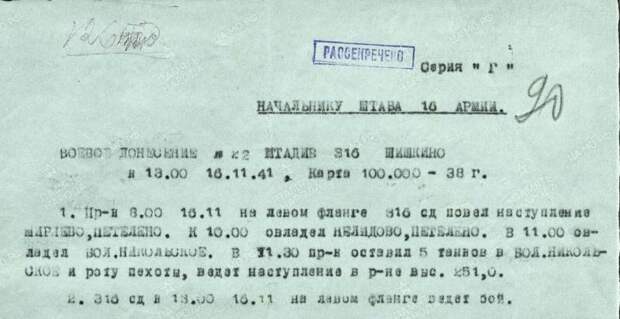 РАССЕКРЕЧЕНО
Серия "Г"
НАЧАЛЬНИКУ ШТАБА 16 АРМИИ.
90
БОЕВОЕ ДОНЕСЕНИЕ № 22 ШТАДИВ 316 ШИШКИНО
к 13.00 16.11.41, Карта 100.000 - 38 г.
1. Пр-к 8.00 16.11 на левом фланге 316 сд повел наступление
ШИРЯЕВО, ПЕТЕЛЕНО. К 10.00 овладел НЕЛИДОВО, ПЕТЕЛЕНО. В 11.00 ов-
ладел БОЛ.НИКОЛЬСКОЕ. В 11.30 пр-к оставил 5 танков в БОЛ.НИКОЛЬ-
СКОЕ и роту пехоты, ведет наступление в р-не выс. 251,0.
2. 316 сд в 13.00 16.11 на левом фланге ведет бой.